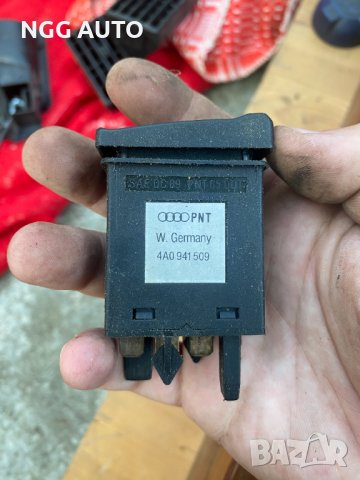 NGG AUTO
PNT
W. Germany
4A0 941 509
BAZAR